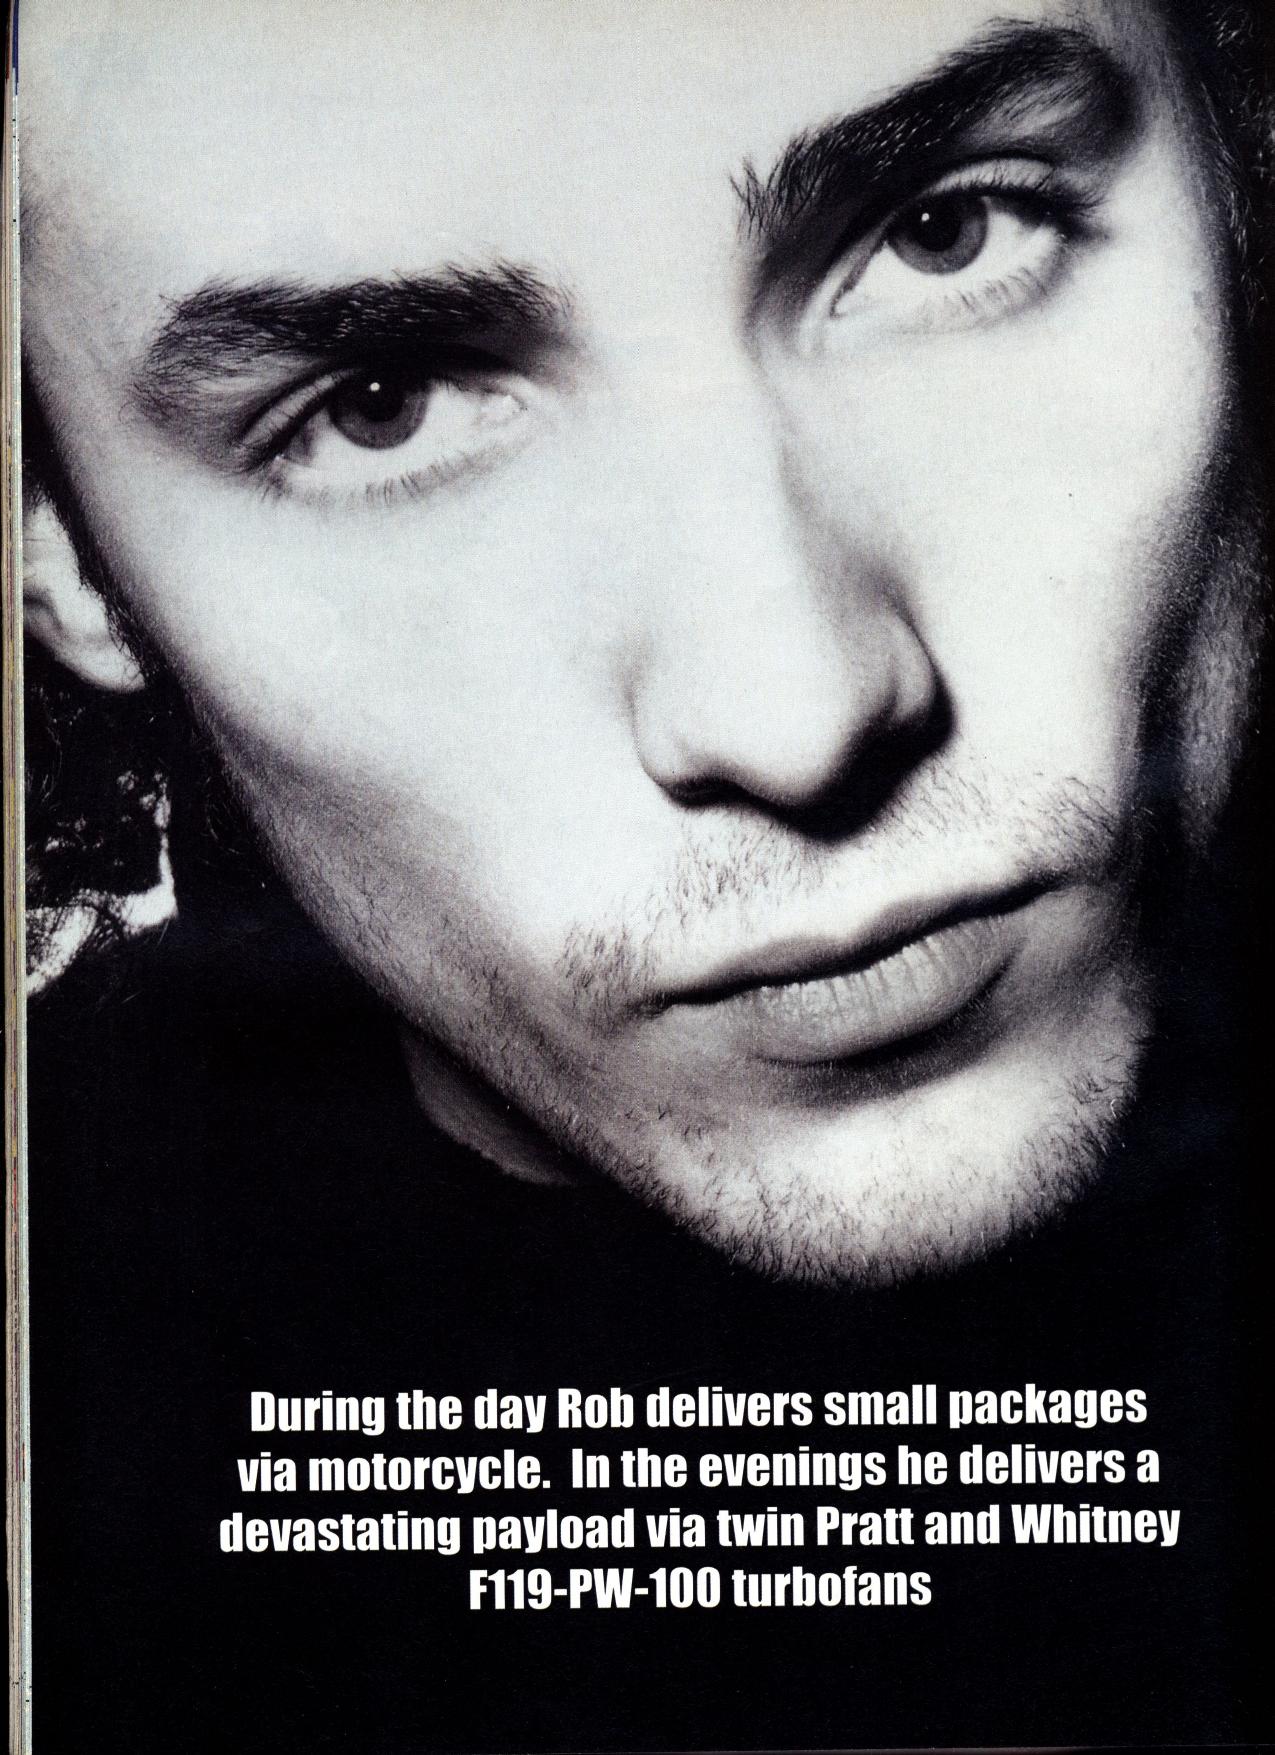 During the day Rob delivers small packages
via motorcycle.  In the evenings he delivers a
devastating payload via twin Pratt and Whitney
F119-PW-100 turbofans